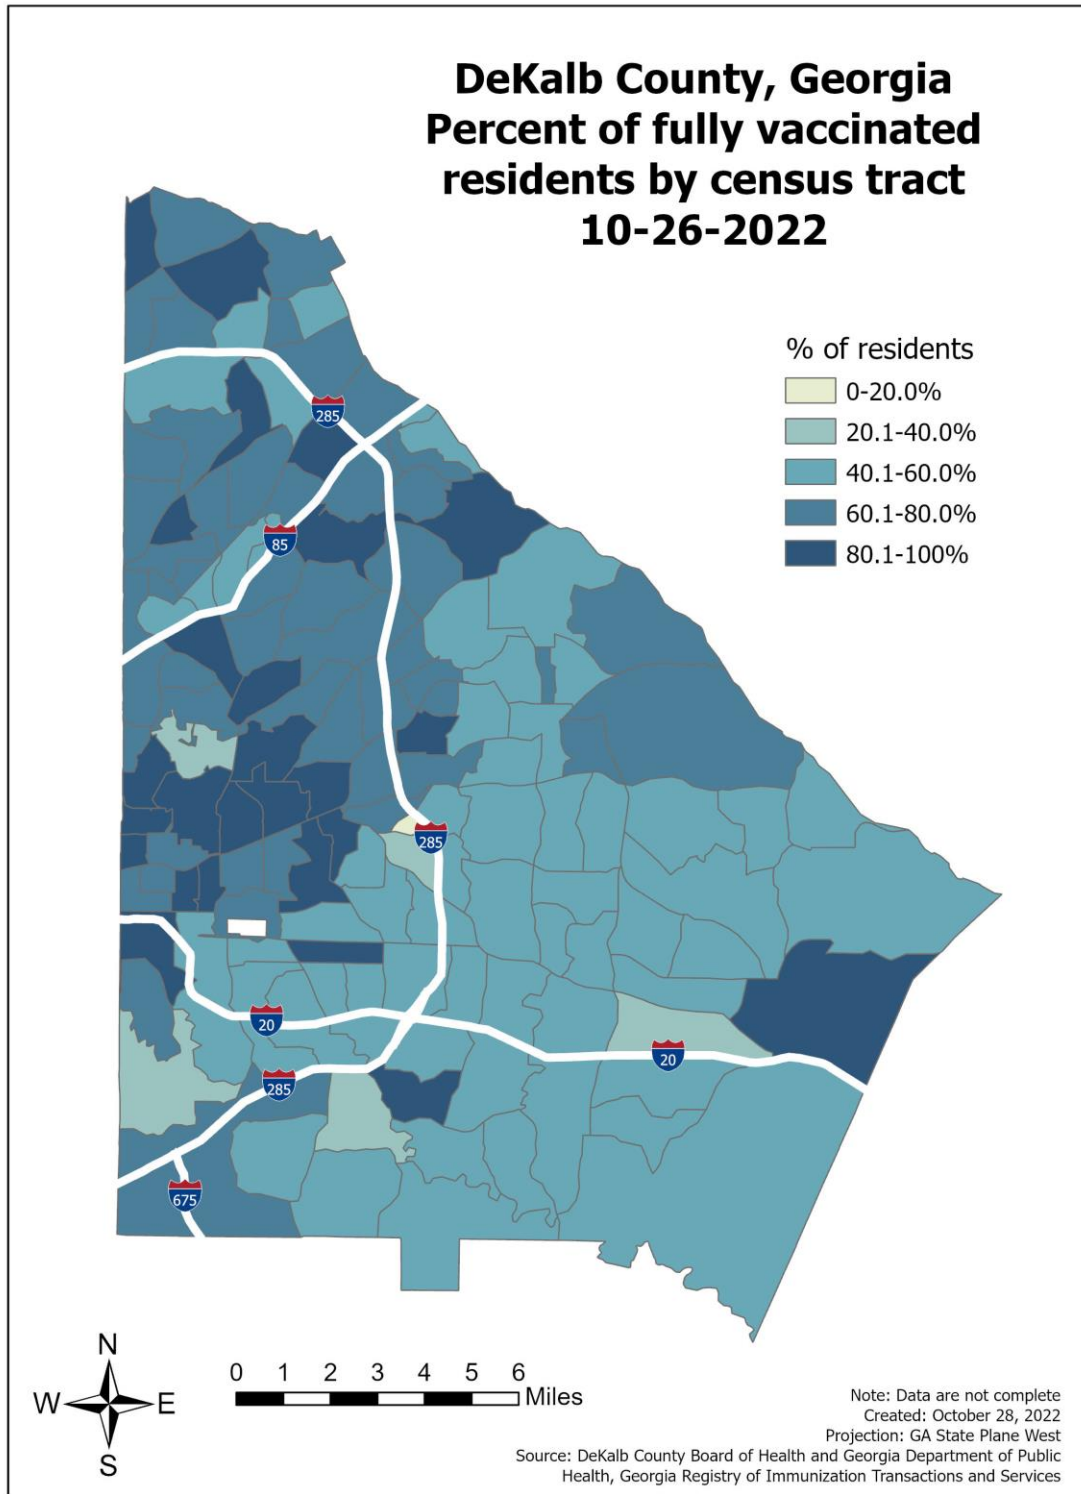 DeKalb County, Georgia
Percent of fully vaccinated
residents by census tract
10-26-2022
% of residents
0-20.0%
20.1-40.0%
40.1-60.0%
60.1-80.0%
80.1-100%
285
85
285
20
20
285
675
N
W E
S
0 1 2 3 4 5 6
Miles
Note: Data are not complete
Created: October 28, 2022
Projection: GA State Plane West
Source: DeKalb County Board of Health and Georgia Department of Public
Health, Georgia Registry of Immunization Transactions and Services